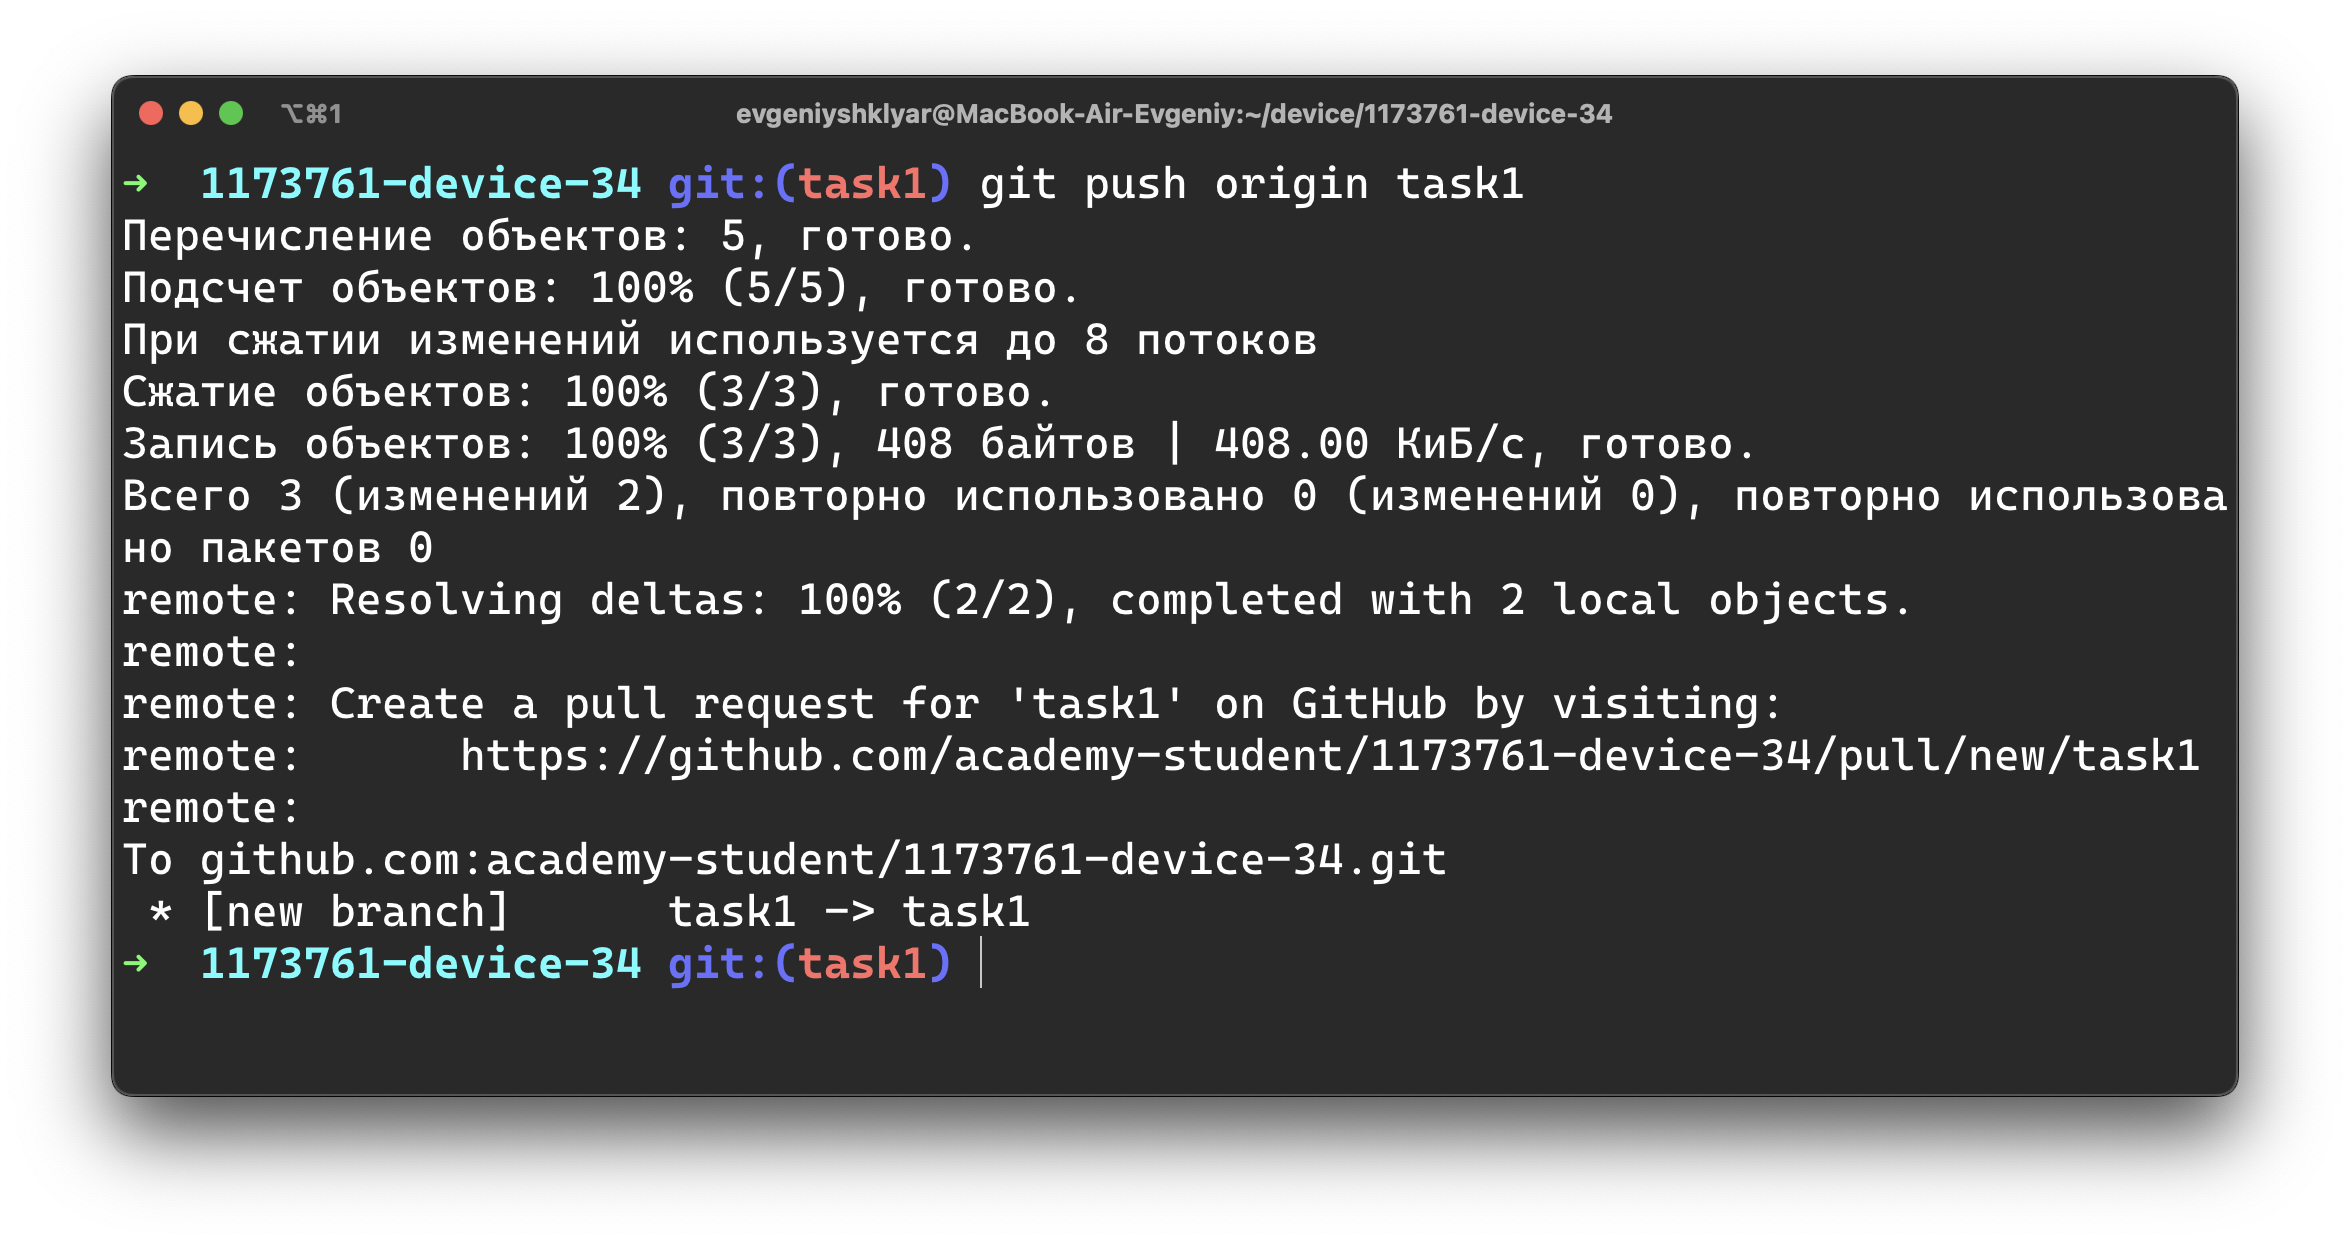 ⌥⌘1
evgeniyshklyar@MacBook-Air-Evgeniy:~/device/1173761-device-34
➜  1173761-device-34 git:(task1) git push origin task1
Перечисление объектов: 5, готово.
Подсчет объектов: 100% (5/5), готово.
При сжатии изменений используется до 8 потоков
Сжатие объектов: 100% (3/3), готово.
Запись объектов: 100% (3/3), 408 байтов | 408.00 КиБ/с, готово.
Всего 3 (изменений 2), повторно использовано 0 (изменений 0), повторно использова
но пакетов 0
remote: Resolving deltas: 100% (2/2), completed with 2 local objects.
remote:
remote: Create a pull request for 'task1' on GitHub by visiting:
remote:      https://github.com/academy-student/1173761-device-34/pull/new/task1
remote:
To github.com:academy-student/1173761-device-34.git
 * [new branch]      task1 -> task1
➜  1173761-device-34 git:(task1)